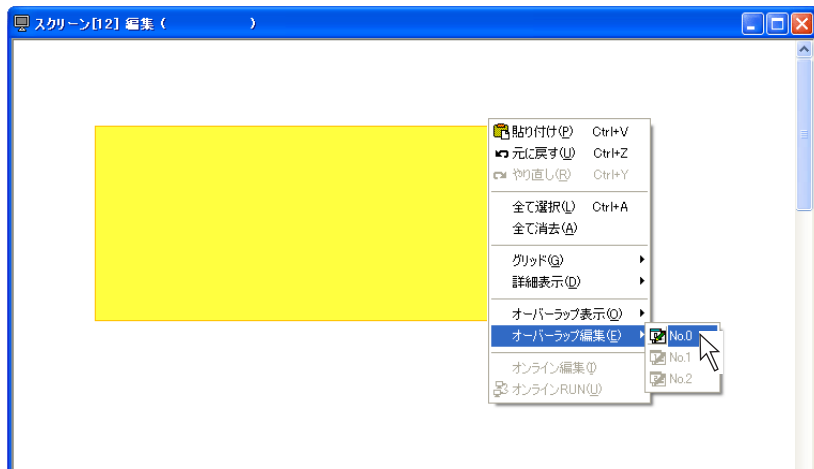 スクリーン[12] 編集 ( )
貼り付け(P) Ctrl+V
元に戻す(U) Ctrl+Z
やり直し(R) Ctrl+Y
全て選択(L) Ctrl+A
全て消去(A)
グリッド(G)
詳細表示(D)
オーバーラップ表示(O)
オーバーラップ編集(E)
No.0
No.1
No.2
オンライン編集(I)
オンラインRUN(U)